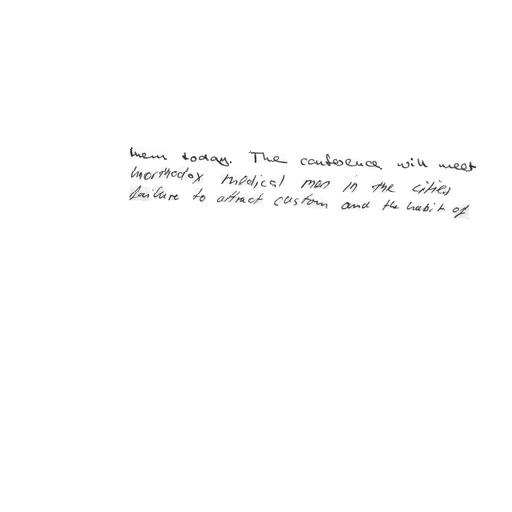 them today. The conference will meet
unorthodox medical men in the cities
failure to attract custom and the habit of